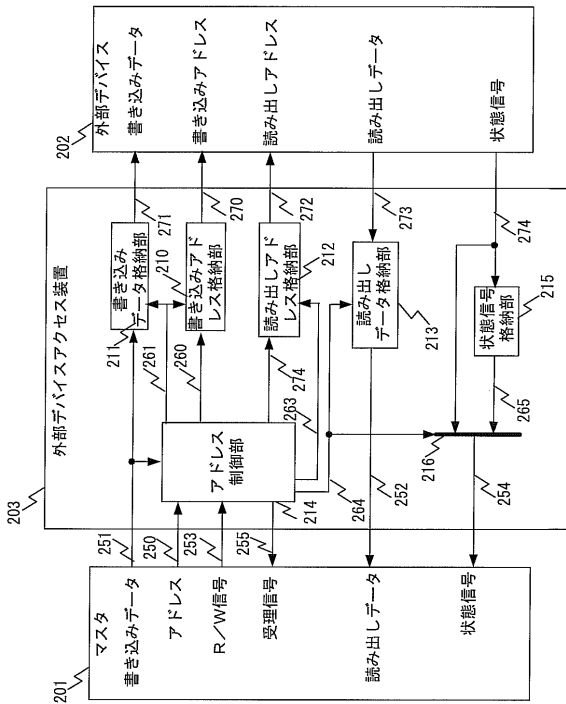 203
外部デバイスアクセス装置
201
マスタ
書き込みデータ
アドレス
R/W信号
受理信号
読み出しデータ
状態信号
251
250
253
255
252
254
アドレス
制御部
214
261
260
274
263
264
211
書き込み
データ格納部
210
書き込みアド
レス格納部
読み出しアド
レス格納部
212
読み出し
データ格納部
213
状態信号
格納部
215
216
265
271
270
272
273
274
202
外部デバイス
書き込みデータ
書き込みアドレス
読み出しアドレス
読み出しデータ
状態信号